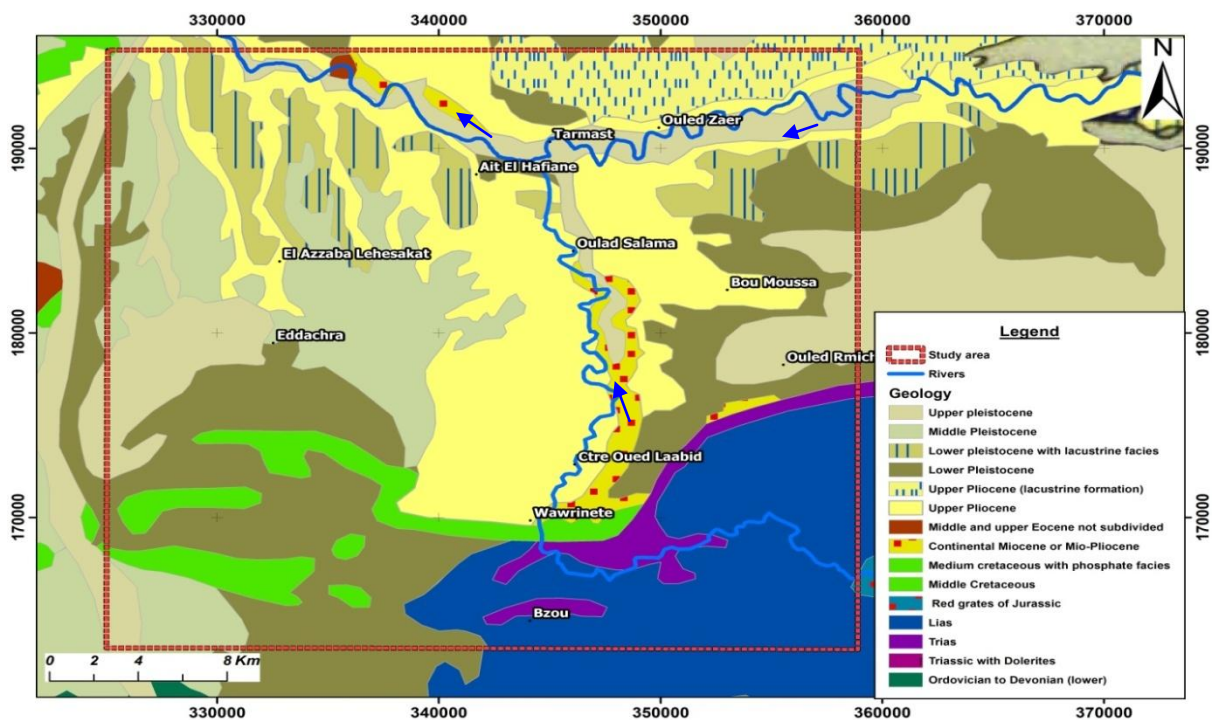 330000 340000 350000 360000 370000
N
Ouled Zaer
Tarmast
190000 190000
Ait El Hafiane
Oulad Salama
El Azzaba Lehesakat
Bou Moussa
180000 Eddachra 180000
Ouled Rmich
Ctre Oued Laabid
170000 Wawrinete 170000
Bzou
0 2 4 8 Km
Legend
Study area
Rivers
Geology
Upper pleistocene
Middle Pleistocene
Lower pleistocene with lacustrine facies
Lower Pleistocene
Upper Pliocene (lacustrine formation)
Upper Pliocene
Middle and upper Eocene not subdivided
Continental Miocene or Mio-Pliocene
Medium cretaceous with phosphate facies
Middle Cretaceous
Red grates of Jurassic
Lias
Trias
Triassic with Dolerites
Ordovician to Devonian (lower)
330000 340000 350000 360000 370000